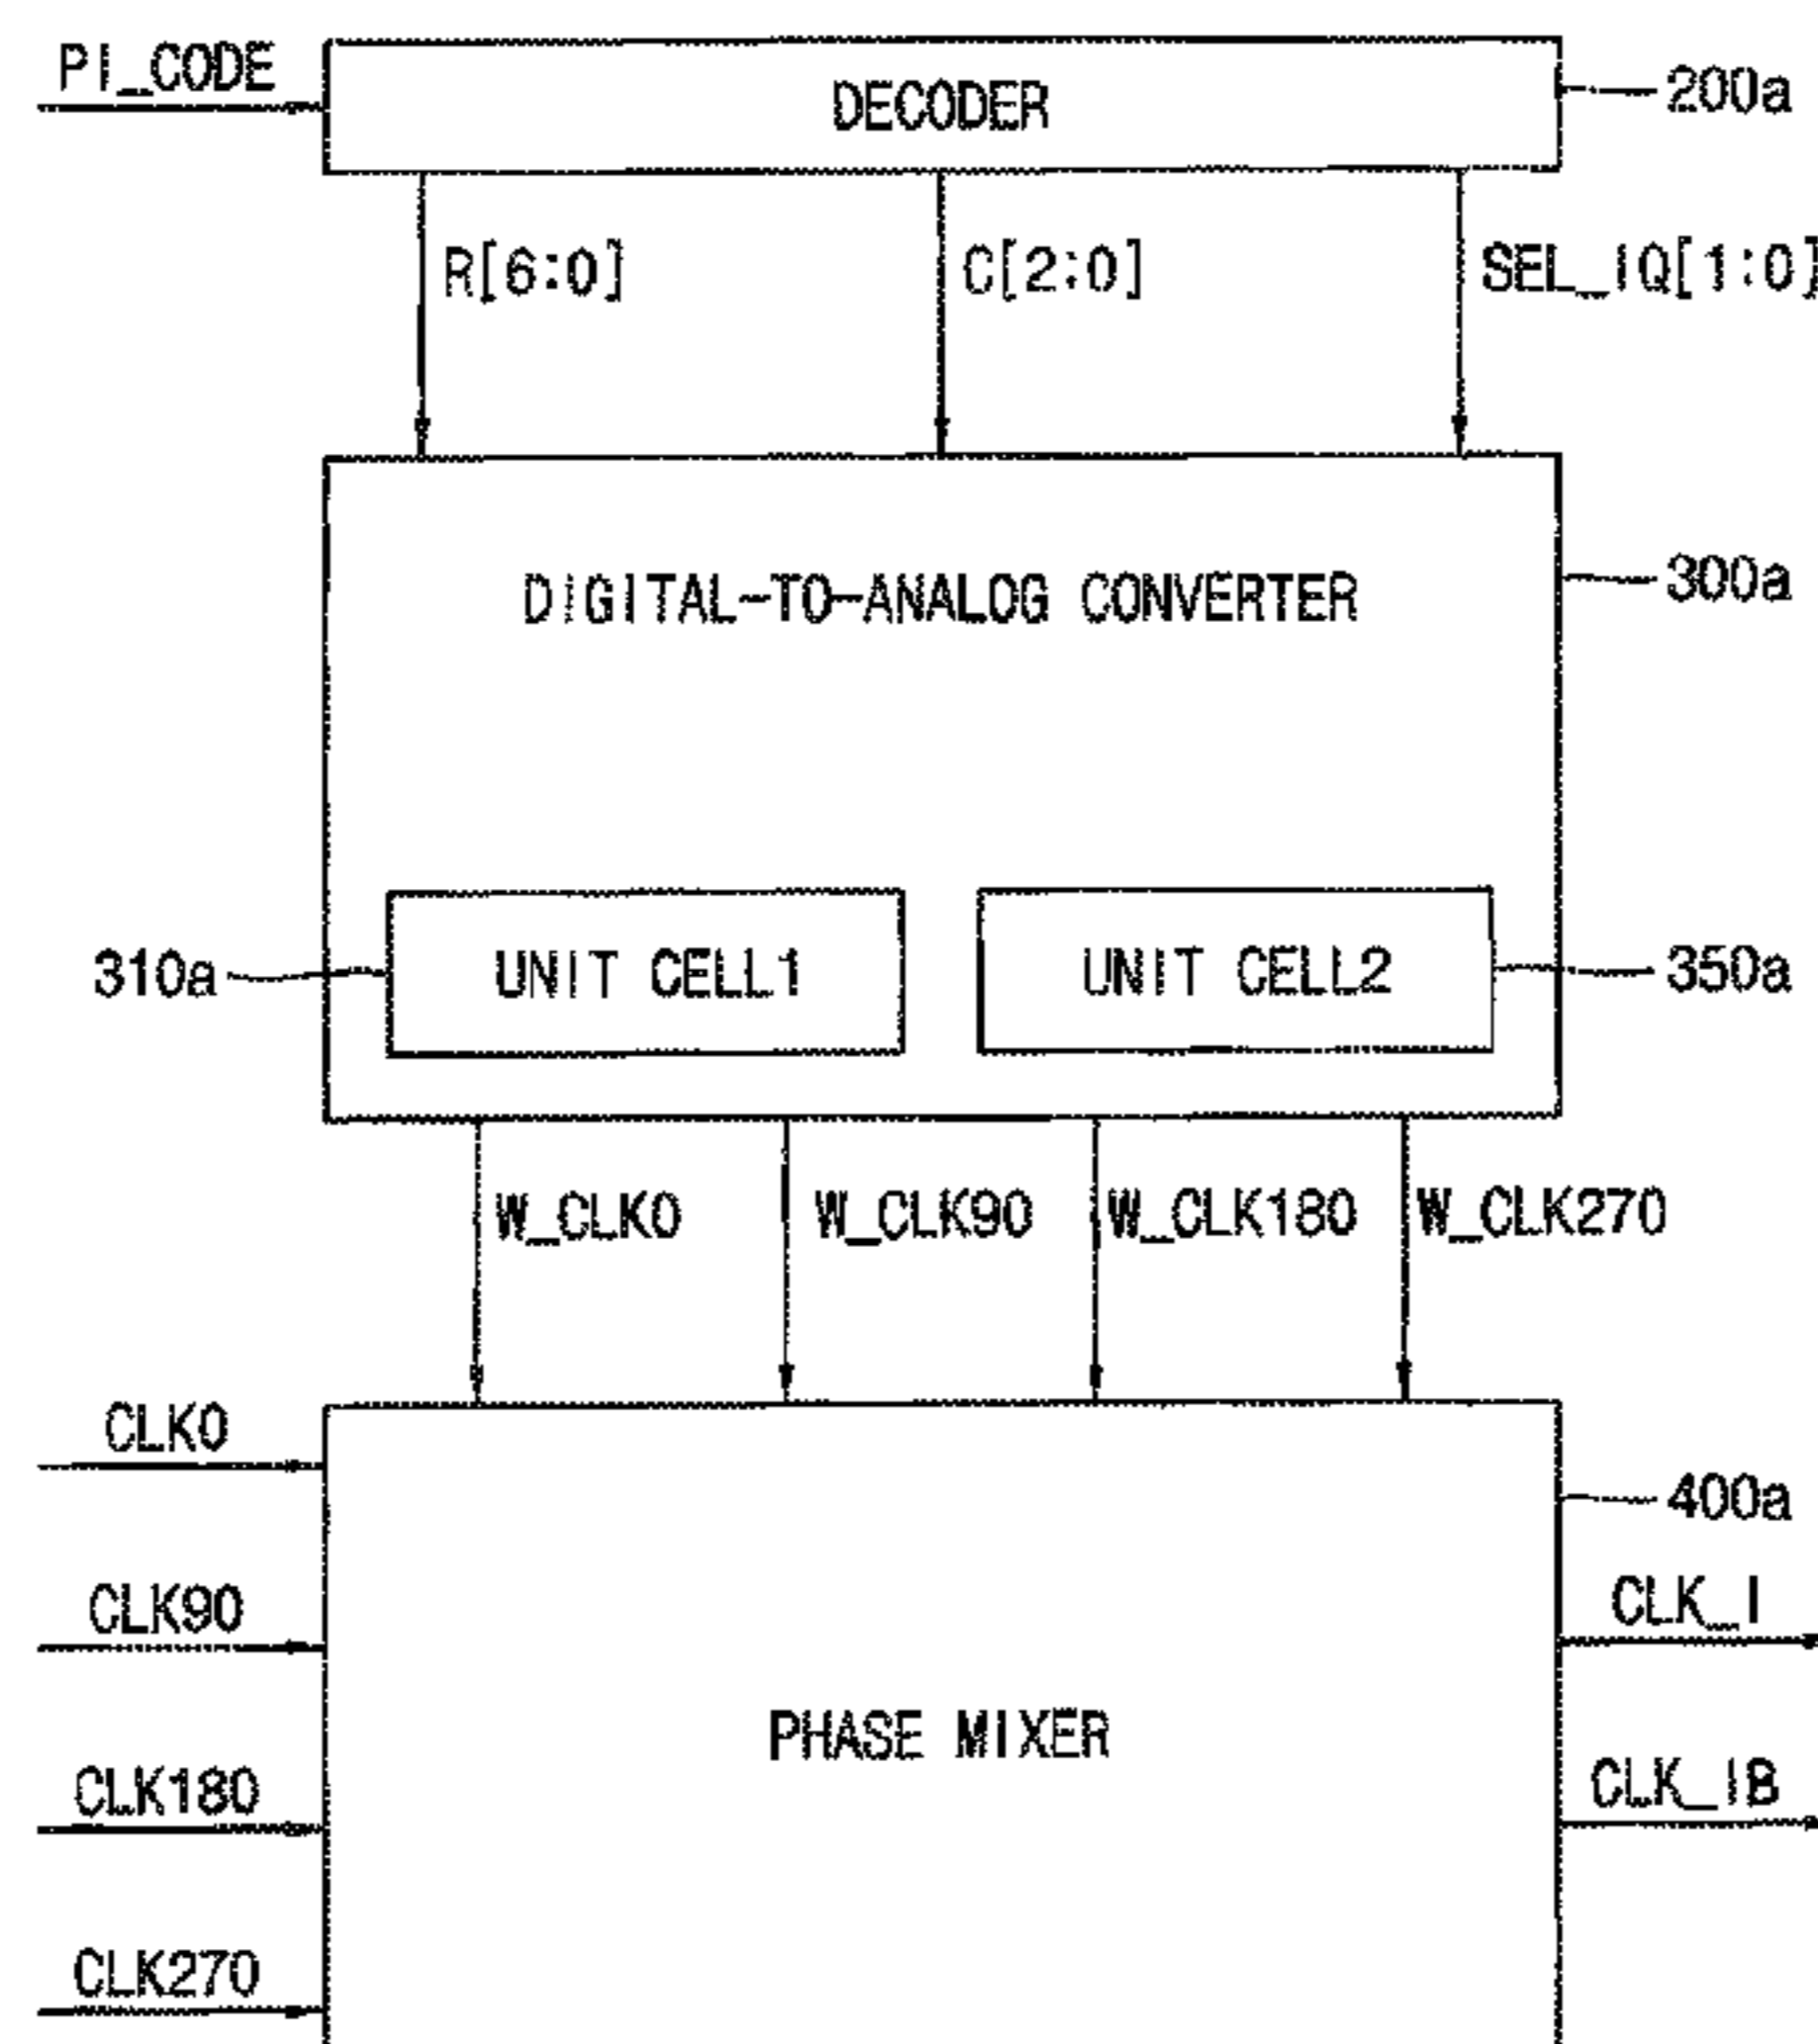 PI_CODE
DECODER
200a
R[6:0]
C[2:0]
SEL_IQ[1:0]
DIGITAL-TO-ANALOG CONVERTER
300a
310a
UNIT CELL1
UNIT CELL2
350a
W_CLK0
W_CLK90
W_CLK180
W_CLK270
CLK0
400a
CLK90
CLK_I
PHASE MIXER
CLK180
CLK_IB
CLK270